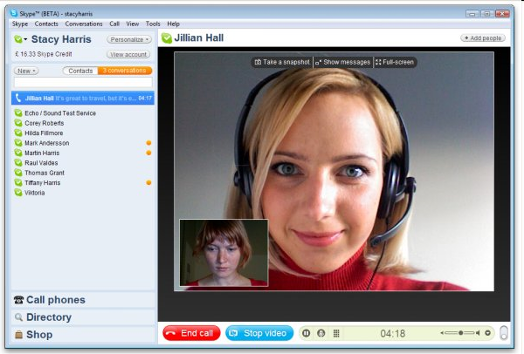 Skype™ (BETA) - stacyharris
Skype Contacts Conversations Call View Tools Help
Stacy Harris
Personalize
£ 16.33 Skype Credit
View account
New
Contacts
3 conversations
Jillian Hall It's great to travel, but it's o... 04:17
Echo / Sound Test Service
Corey Roberts
Hilda Fillmore
Mark Andersson
Martin Harris
Raul Valdes
Thomas Grant
Tiffany Harris
Viktoria
Call phones
Directory
Shop
Jillian Hall
Add people
Take a snapshot
Show messages
Full-screen
End call
Stop video
04:18